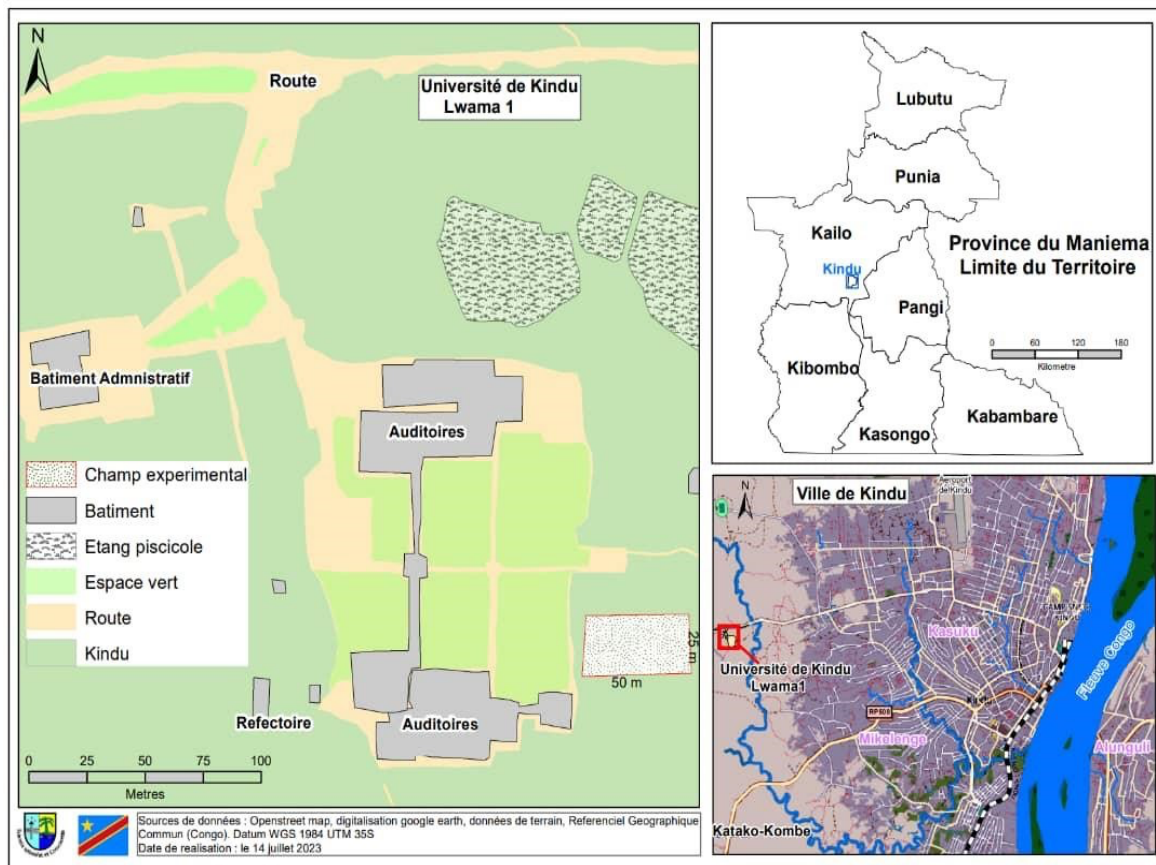 N
Route
Université de Kindu
Lwama 1
Batiment Admnistratif
Auditoires
Champ experimental
Batiment
Etang piscicole
Espace vert
Route
Kindu
25 m
50 m
Refectoire
Auditoires
0 25 50 75 100
Metres
Sources de données : Openstreet map, digitalisation google earth, données de terrain, Referenciel Geographique
Commun (Congo). Datum WGS 1984 UTM 35S
Date de realisation : le 14 juillet 2023
Lubutu
Punia
Kailo
Kindu
Province du Maniema
Limite du Territoire
Pangi
0 60 120 180
Kilometre
Kibombo
Kasongo
Kabambare
N
Ville de Kindu
Aeroport
de Kindu
Kasuku
Université de Kindu
Lwama1
Fleuve Congo
RP508
Mikelenge
Alunguli
Katako-Kombe